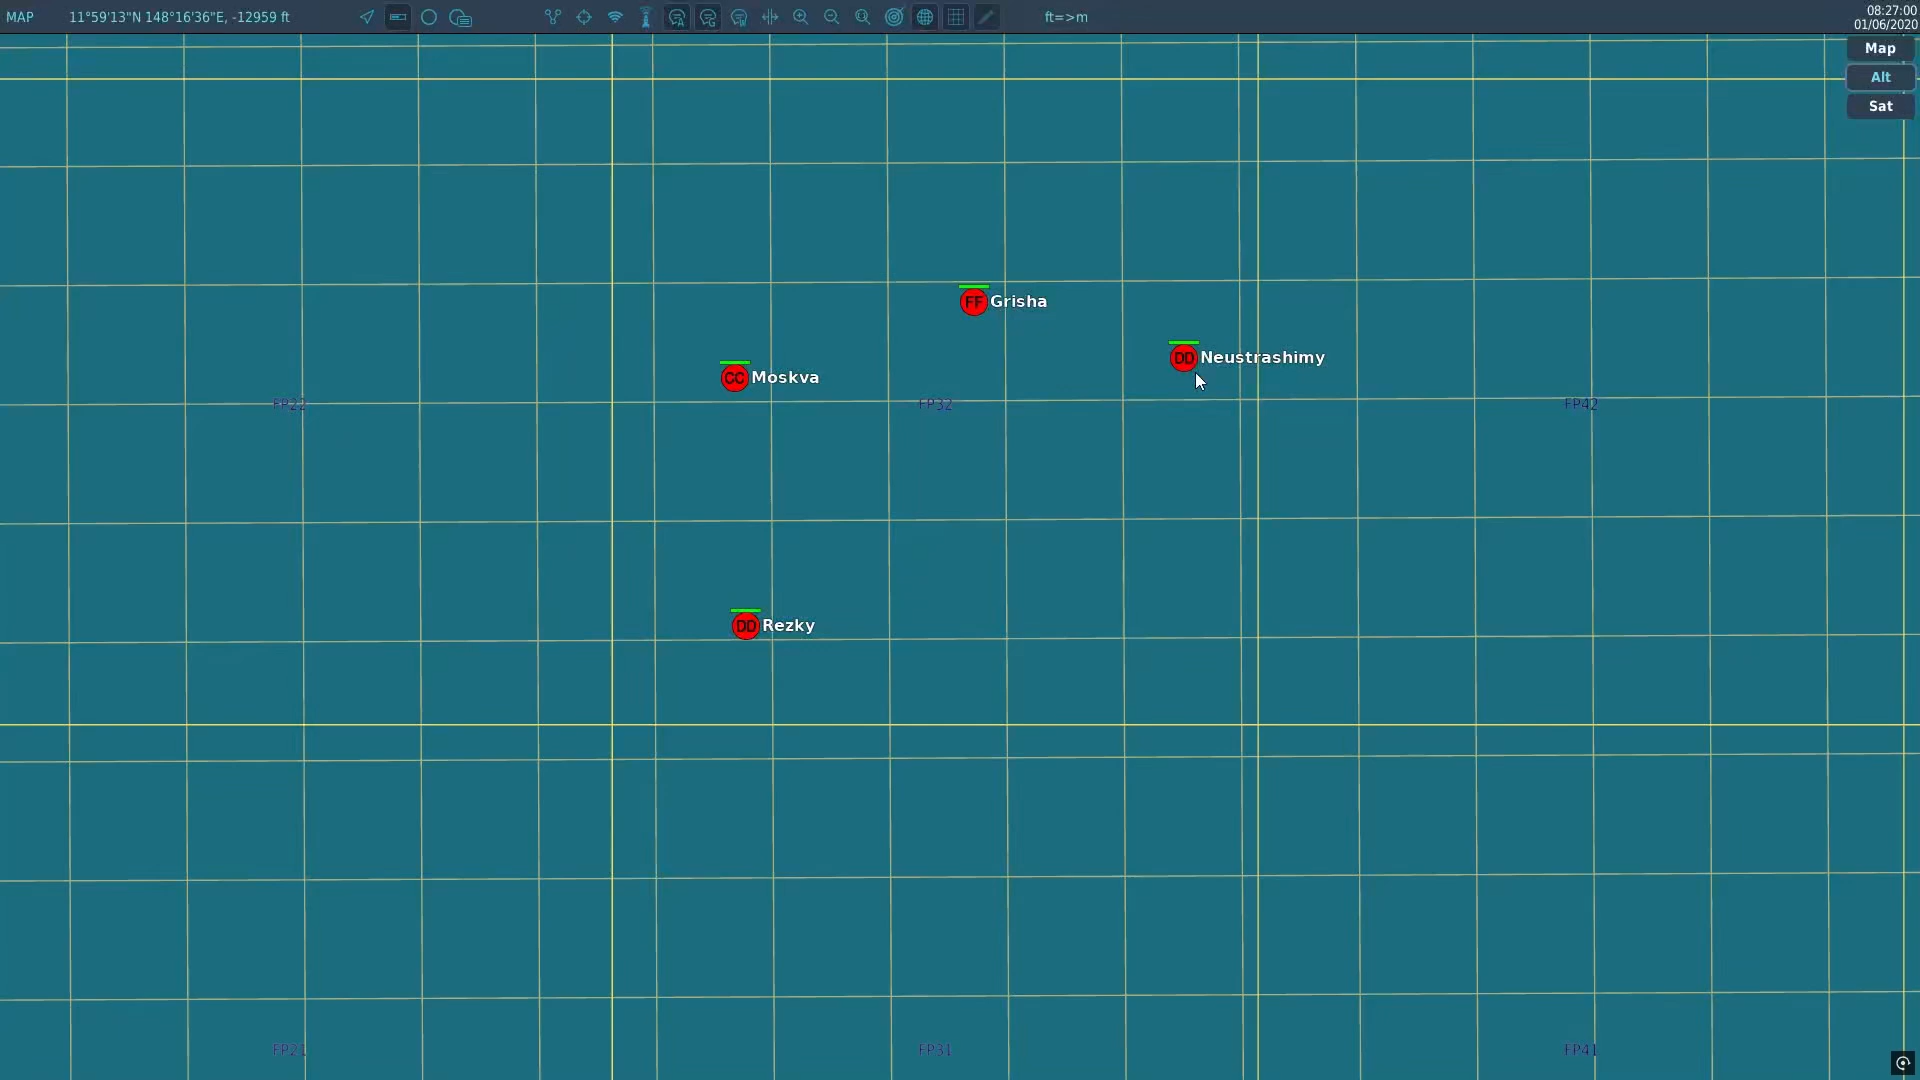 MAP 11°59'13"N 148°16'36"E, -12959 ft ft=>m 08:27:00
01/06/2020
Map
Alt
Sat
FF Grisha
DD Neustrashimy
CC Moskva
FP22 FP32 FP42
DD Rezky
FP21 FP31 FP41